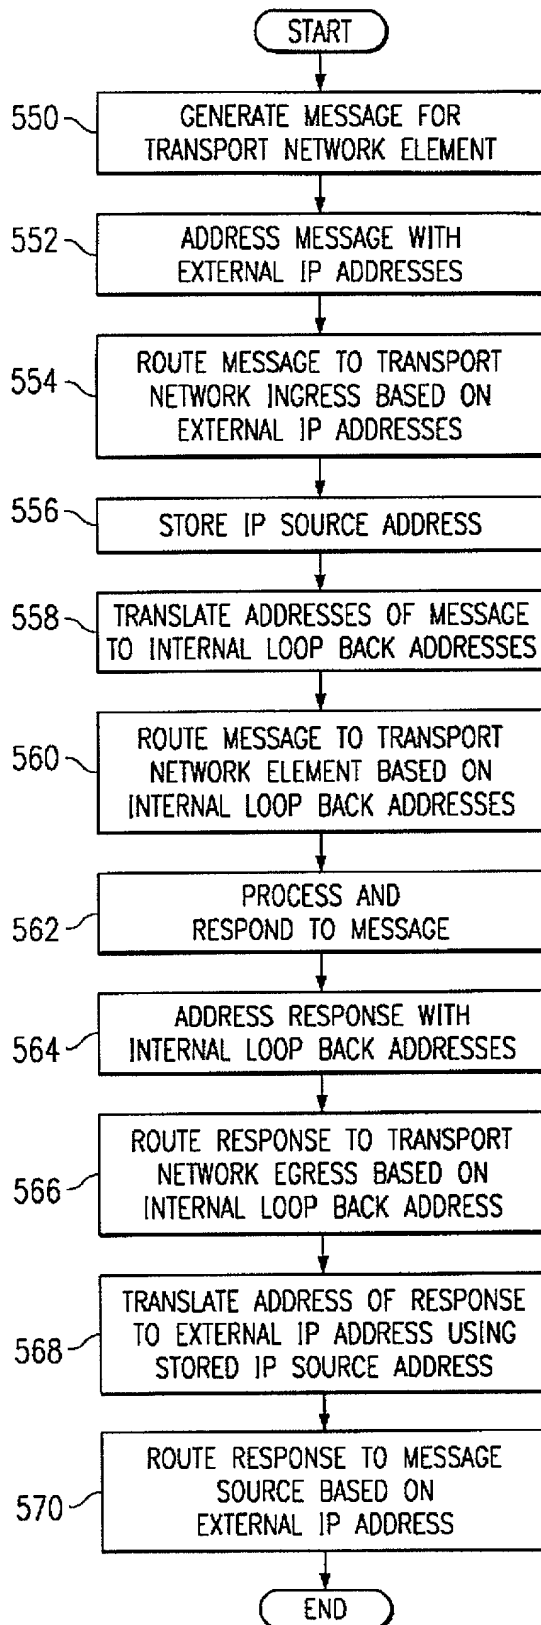 START
550
GENERATE MESSAGE FOR
TRANSPORT NETWORK ELEMENT
552
ADDRESS MESSAGE WITH
EXTERNAL IP ADDRESSES
554
ROUTE MESSAGE TO TRANSPORT
NETWORK INGRESS BASED ON
EXTERNAL IP ADDRESSES
556
STORE IP SOURCE ADDRESS
558
TRANSLATE ADDRESSES OF MESSAGE
TO INTERNAL LOOP BACK ADDRESSES
560
ROUTE MESSAGE TO TRANSPORT
NETWORK ELEMENT BASED ON
INTERNAL LOOP BACK ADDRESSES
562
PROCESS AND
RESPOND TO MESSAGE
564
ADDRESS RESPONSE WITH
INTERNAL LOOP BACK ADDRESSES
566
ROUTE RESPONSE TO TRANSPORT
NETWORK EGRESS BASED ON
INTERNAL LOOP BACK ADDRESS
568
TRANSLATE ADDRESS OF RESPONSE
TO EXTERNAL IP ADDRESS USING
STORED IP SOURCE ADDRESS
570
ROUTE RESPONSE TO MESSAGE
SOURCE BASED ON
EXTERNAL IP ADDRESS
END